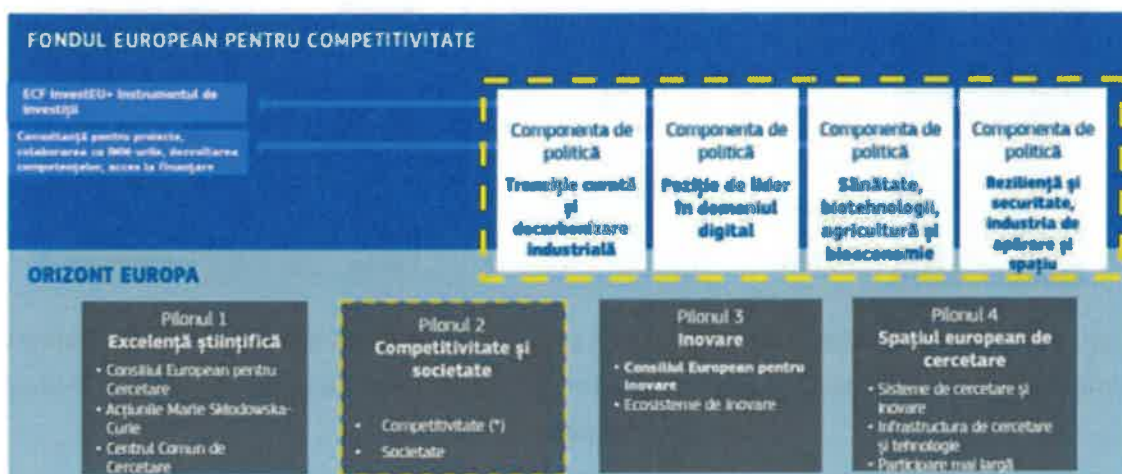 FONDUL EUROPEAN PENTRU COMPETITIVITATE
ECF InvestEU+ Instrumentul de
investiții
Consultanță pentru proiecte,
colaborarea cu IMM-urile, dezvoltarea
competențelor, acces la finanțare
Componenta de
politică
Tranziție curată
și
decarbonizare
industrială
Componenta de
politică
Poziție de lider
în domeniul
digital
Componenta de
politică
Sănătate,
biotehnologii,
agricultură și
bioeconomie
Componenta de
politică
Reziliență și
securitate,
industria de
apărare și
spațiu
ORIZONT EUROPA
Pilonul 1
Excelență științifică
• Consiliul European pentru
Cercetare
• Acțiunile Marie Skłodowska-
Curie
• Centrul Comun de
Cercetare
Pilonul 2
Competitivitate și
societate
• Competitivitate (*)
• Societate
Pilonul 3
Inovare
• Consiliul European pentru
Inovare
• Ecosisteme de inovare
Pilonul 4
Spațiul european de
cercetare
• Sisteme de cercetare și
inovare
• Infrastructura de cercetare
și tehnologie
• Participare mai largă